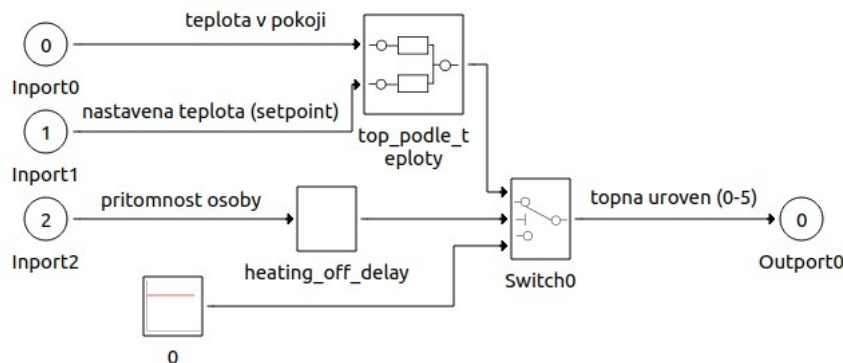 teplota v pokoji
0
Inport0
nastavena teplota (setpoint)
1
Inport1
top_podle_t
eploty
pritomnost osoby
2
Inport2
heating_off_delay
Switch0
topna uroven (0-5)
0
Outport0
0